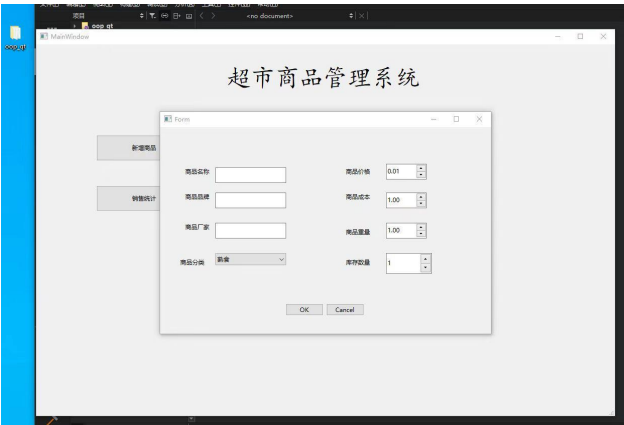 项目
<no document>
oop_qt
oop_qt
MainWindow
超市商品管理系统
Form
新增商品
销售统计
商品名称
商品价格
0.01
商品品牌
商品成本
1.00
商品厂家
商品重量
1.00
商品分类
库存数量
1
OK
Cancel